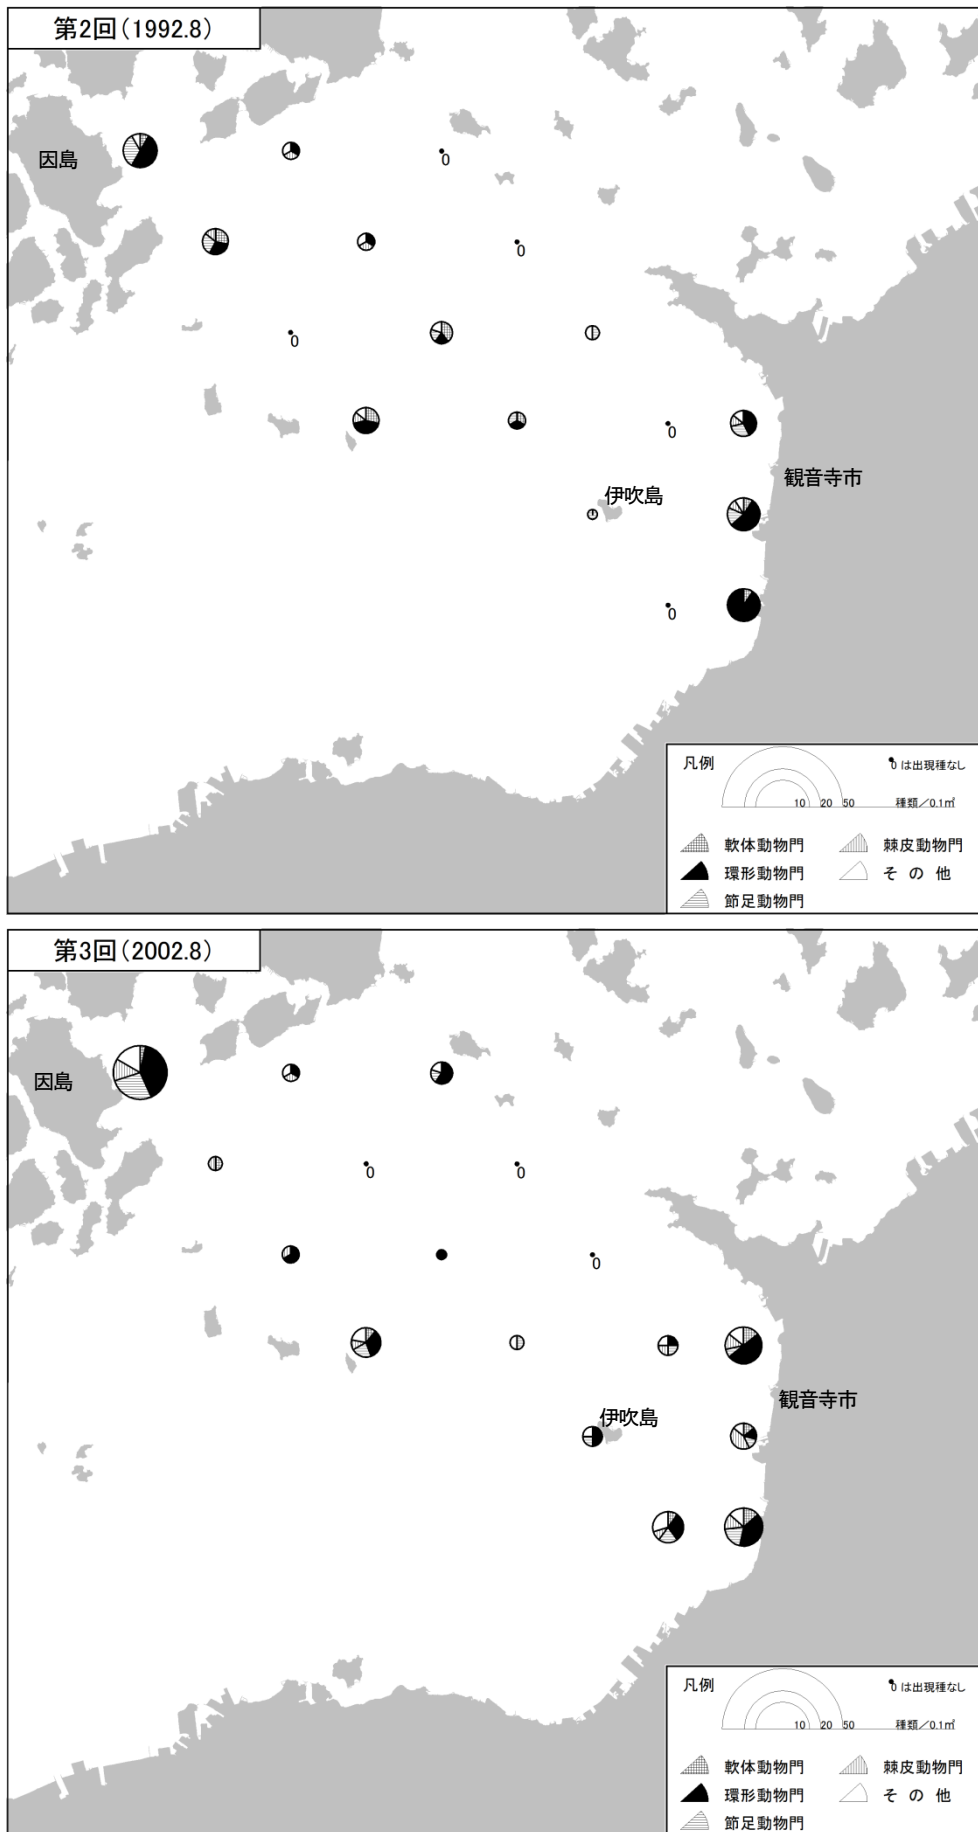 第2回(1992.8)
因島
0
0
0
0
観音寺市
伊吹島
0
凡例
0 は出現種なし
10 20 50 種類/0.1㎡
軟体動物門 棘皮動物門
環形動物門 そ の 他
節足動物門
第3回(2002.8)
因島
0
0
0
観音寺市
伊吹島
凡例
0 は出現種なし
10 20 50 種類/0.1㎡
軟体動物門 棘皮動物門
環形動物門 そ の 他
節足動物門